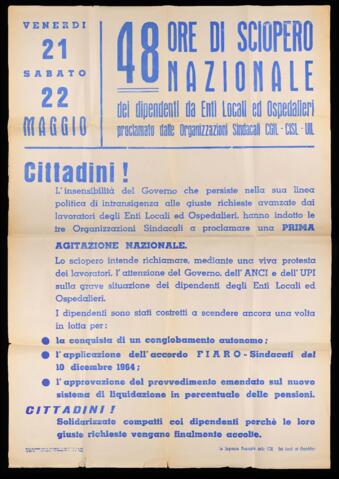 VENERDI
21
SABATO
22
MAGGIO
48 ORE DI SCIOPERO
NAZIONALE
dei dipendenti da Enti Locali ed Ospedalieri
proclamato dalle Organizzazioni Sindacali CGIL - CISL - UIL
Cittadini !
L'insensibilità del Governo che persiste nella sua linea
politica di intransigenza alle giuste richieste avanzate dai
lavoratori degli Enti Locali ed Ospedalieri, hanno indotto le
tre Organizzazioni Sindacali a proclamare una PRIMA
AGITAZIONE NAZIONALE.
Lo sciopero intende richiamare, mediante una viva protesta
dei lavoratori, l'attenzione del Governo, dell'ANCI e dell'UPI
sulla grave situazione dei dipendenti degli Enti Locali ed
Ospedalieri.
I dipendenti sono stati costretti a scendere ancora una volta
in lotta per :
● la conquista di un conglobamento autonomo ;
● l'applicazione dell'accordo FIARO - Sindacati del
10 dicembre 1964 ;
● l'approvazione del provvedimento emendato sul nuovo
sistema di liquidazione in percentuale delle pensioni.
CITTADINI !
Solidarizzate compatti coi dipendenti perchè le loro
giuste richieste vengano finalmente accolte.